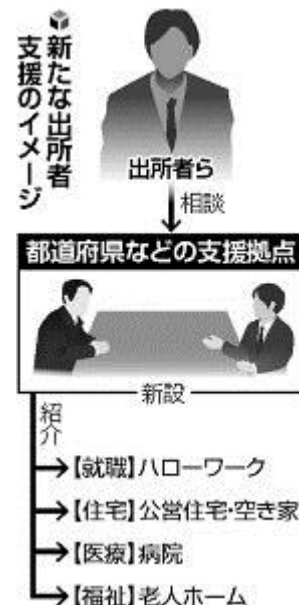 新たな出所者
支援のイメージ
出所者ら
相談
都道府県などの支援拠点
新設
紹介
【就職】ハローワーク
【住宅】公営住宅・空き家
【医療】病院
【福祉】老人ホーム